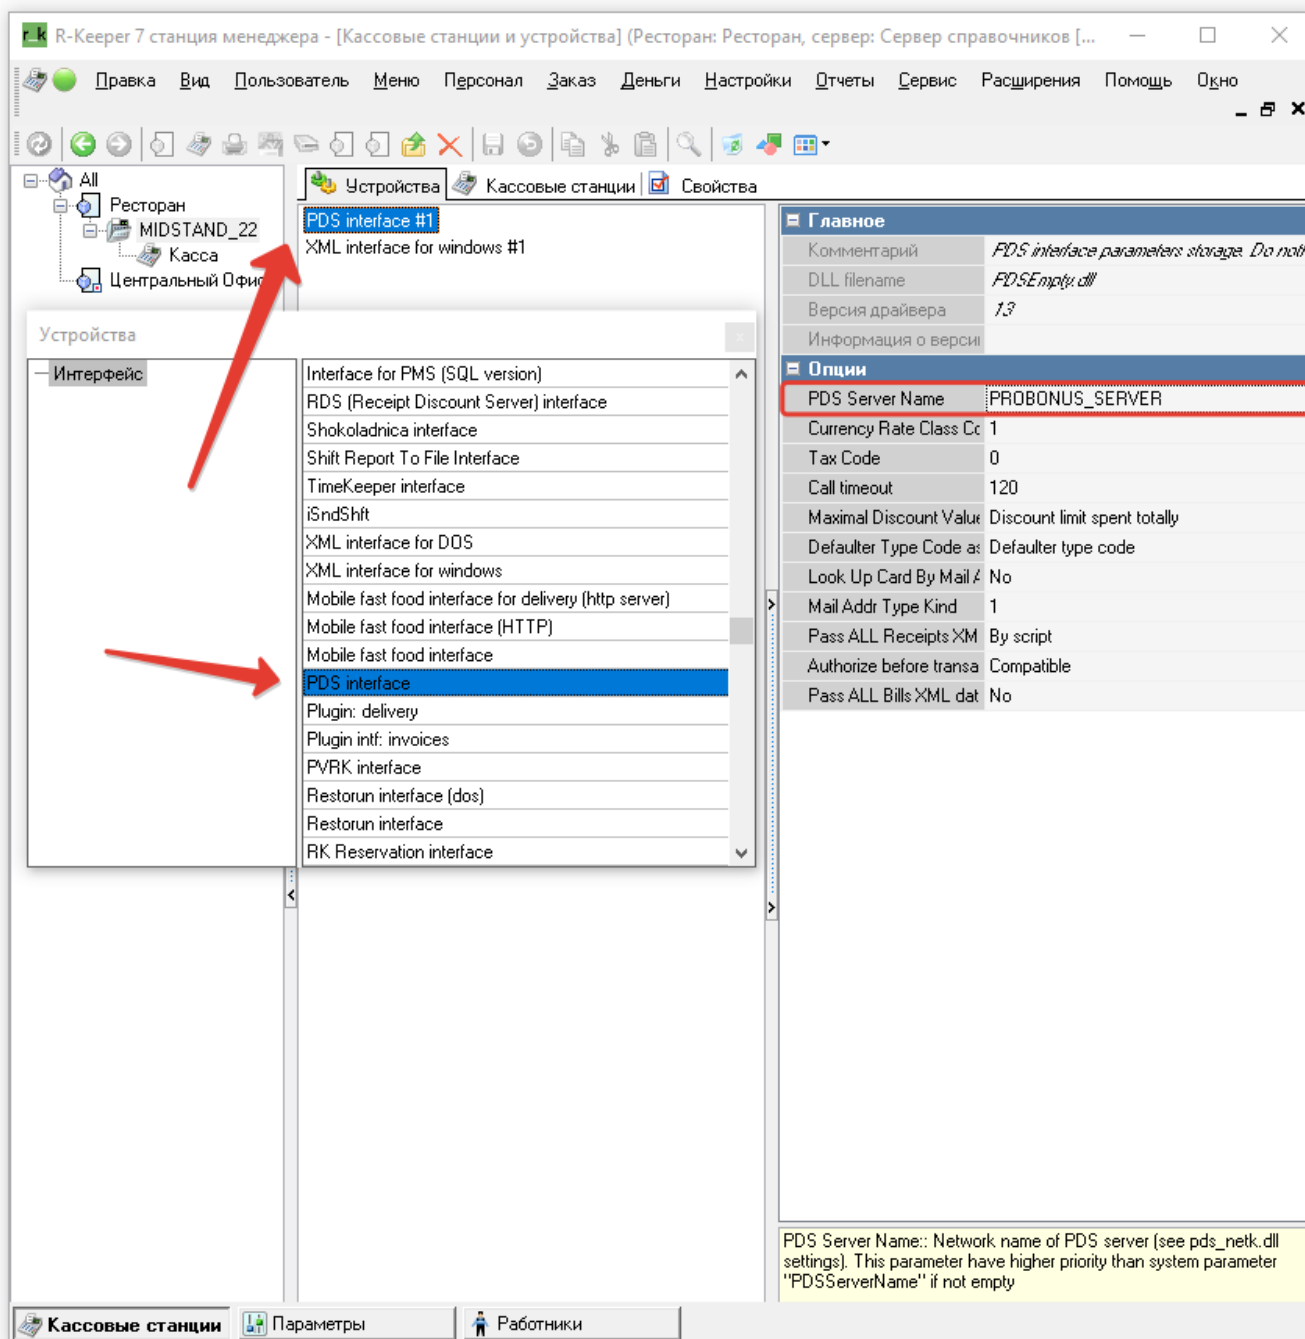 r_k R-Keeper 7 станция менеджера - [Кассовые станции и устройства] (Ресторан: Ресторан, сервер: Сервер справочников [...
Правка Вид Пользователь Меню Персонал Заказ Деньги Настройки Отчеты Сервис Расширения Помощь Окно
All
Ресторан
MIDSTAND_22
Касса
Центральный Офис
Устройства Кассовые станции Свойства
PDS interface #1
XML interface for windows #1
Устройства
Интерфейс
Interface for PMS (SQL version)
RDS (Receipt Discount Server) interface
Shokoladnica interface
Shift Report To File Interface
TimeKeeper interface
iSndShft
XML interface for DOS
XML interface for windows
Mobile fast food interface for delivery (http server)
Mobile fast food interface (HTTP)
Mobile fast food interface
PDS interface
Plugin: delivery
Plugin intf: invoices
PVRK interface
Restorun interface (dos)
Restorun interface
RK Reservation interface
Главное
Комментарий PDS interface parameters storage. Do noth
DLL filename PDSEmpty.dll
Версия драйвера 1.3
Информация о верси
Опции
PDS Server Name PROBONUS_SERVER
Currency Rate Class Cc 1
Tax Code 0
Call timeout 120
Maximal Discount Value Discount limit spent totally
Defaulter Type Code as Defaulter type code
Look Up Card By Mail A No
Mail Addr Type Kind 1
Pass ALL Receipts XM By script
Authorize before transa Compatible
Pass ALL Bills XML dat No
PDS Server Name:: Network name of PDS server (see pds_netk.dll
settings). This parameter have higher priority than system parameter
"PDSServerName" if not empty
Кассовые станции Параметры Работники